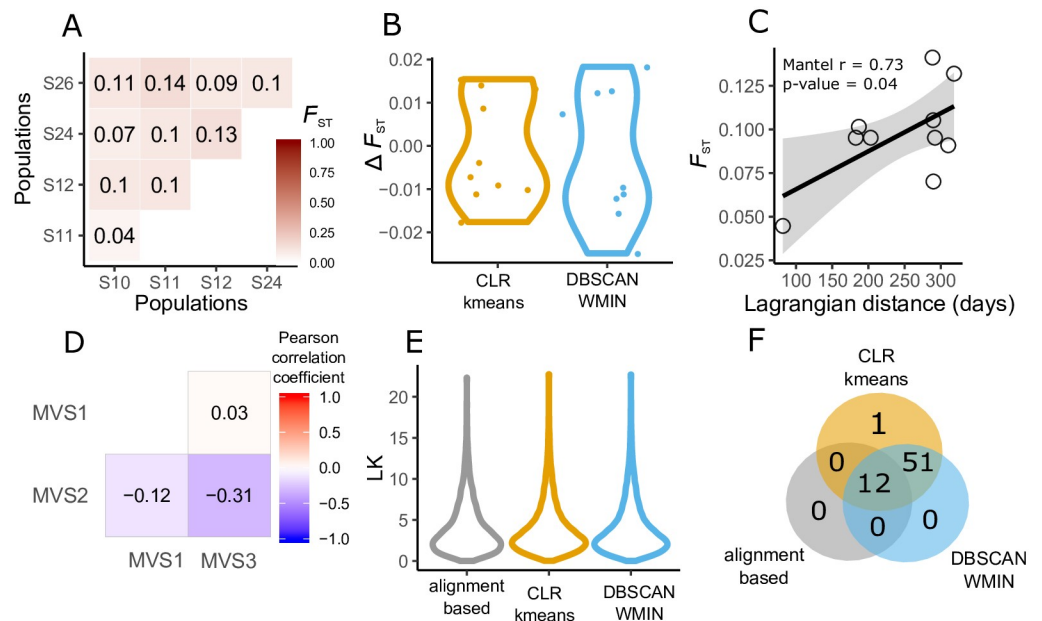 A
Populations
S26
S24
S12
S11
0.11 0.14 0.09 0.1
0.07 0.1 0.13
0.1 0.1
0.04
S10 S11 S12 S24
Populations
FST
1.00
0.75
0.50
0.25
0.00
B
Δ FST
0.02
0.01
0.00
−0.01
−0.02
CLR
kmeans
DBSCAN
WMIN
C
Mantel r = 0.73
p-value = 0.04
FST
0.125
0.100
0.075
0.050
0.025
100 150 200 250 300
Lagrangian distance (days)
D
MVS1
MVS2
0.03
−0.12 −0.31
MVS1 MVS3
Pearson
correlation
coefficient
1.0
0.5
0.0
−0.5
−1.0
E
LK
20
15
10
5
0
alignment
based
CLR
kmeans
DBSCAN
WMIN
F
CLR
kmeans
1
0 51
12
0 0 0
alignment
based
DBSCAN
WMIN